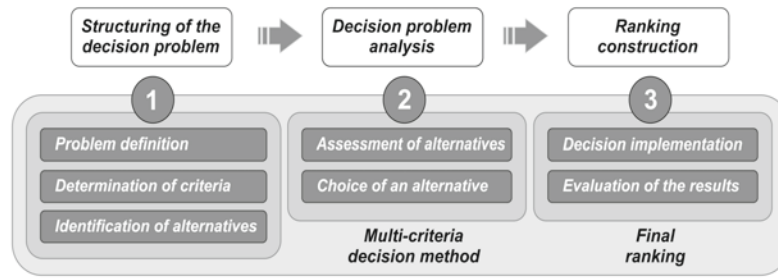 Structuring of the
decision problem
Decision problem
analysis
Ranking
construction
1
2
3
Problem definition
Determination of criteria
Identification of alternatives
Assessment of alternatives
Choice of an alternative
Multi-criteria
decision method
Decision implementation
Evaluation of the results
Final
ranking